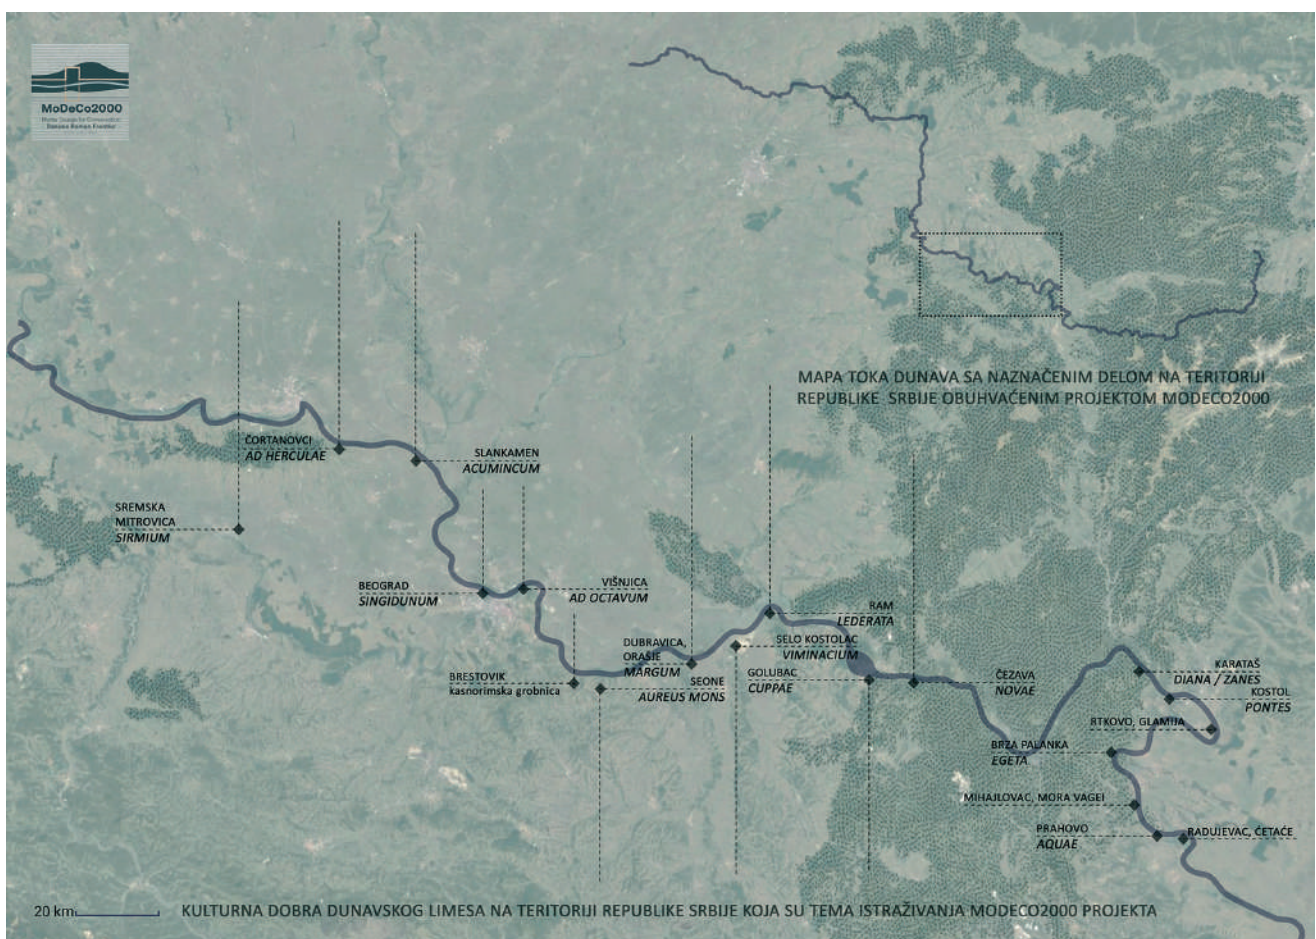 MoDeCo2000
MAPA TOKA DUNAVA SA NAZNAČENIM DELOM NA TERITORIJI
REPUBLIKE SRBIJE OBUHVAĆENIM PROJEKTOM MODECO2000
ČORTANOVCI
AD HERCULAE
SLANKAMEN
ACUMINCUM
SREMSKA
MITROVICA
SIRMIUM
BEOGRAD
SINGIDUNUM
VIŠNJICA
AD OCTAVUM
BRESTOVIK
kasnorimska grobnica
DUBRAVICA,
ORAŠJE
MARGUM
SEONE
AUREUS MONS
RAM
LEDERATA
SELO KOSTOLAC
VIMINACIUM
GOLUBAC
CUPPAE
ČEZAVA
NOVAE
KARATAŠ
DIANA / ZANES
KOSTOL
PONTES
RTKOVO, GLAMIJA
BRZA PALANKA
EGETA
MIHAJLOVAC, MORA VAGEI
PRAHOVO
AQUAE
RADUJEVAC, ČETAĆE
20 km
KULTURNA DOBRA DUNAVSKOG LIMESA NA TERITORIJI REPUBLIKE SRBIJE KOJA SU TEMA ISTRAŽIVANJA MODECO2000 PROJEKTA